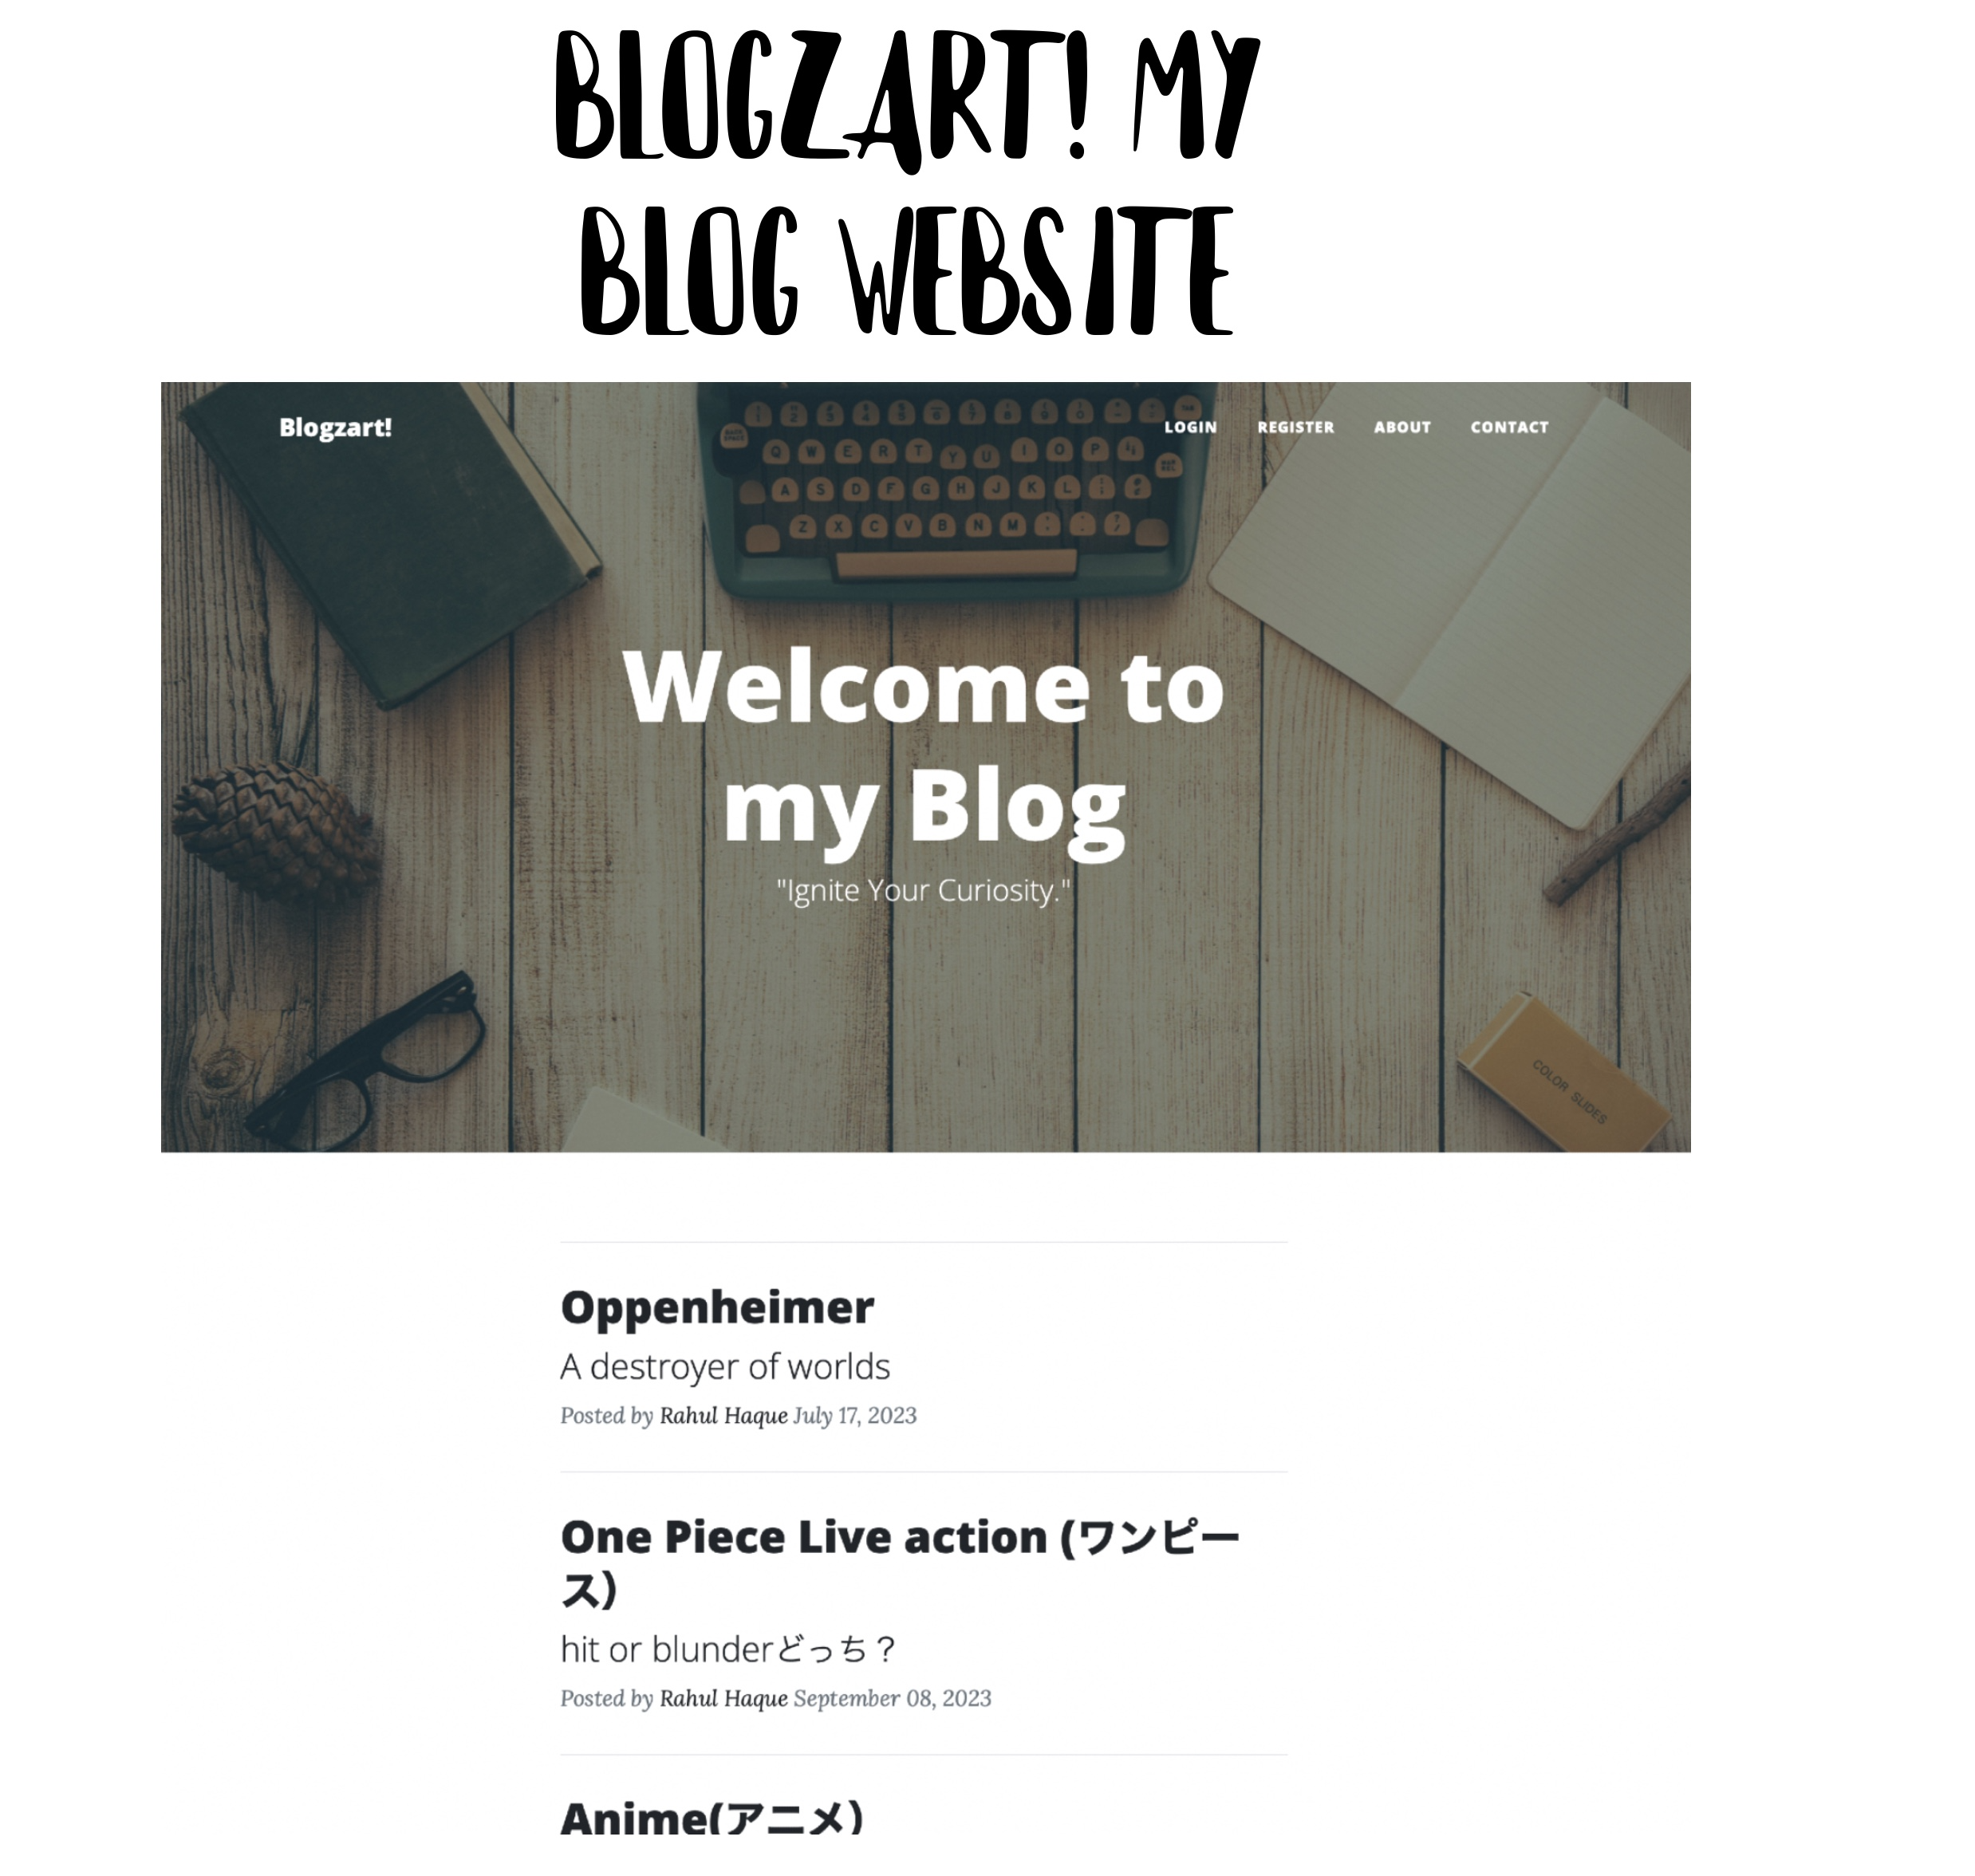 BLOGZART! MY
BLOG WEBSITE
Blogzart!
LOGIN REGISTER ABOUT CONTACT
Q W E R T Y U I O P
A S D F G H J K L
Z X C V B N M
Welcome to
my Blog
"Ignite Your Curiosity."
COLOR SLIDES
Oppenheimer
A destroyer of worlds
Posted by Rahul Haque July 17, 2023
One Piece Live action (ワンピー
ス)
hit or blunderどっち？
Posted by Rahul Haque September 08, 2023
Anime(アニメ)